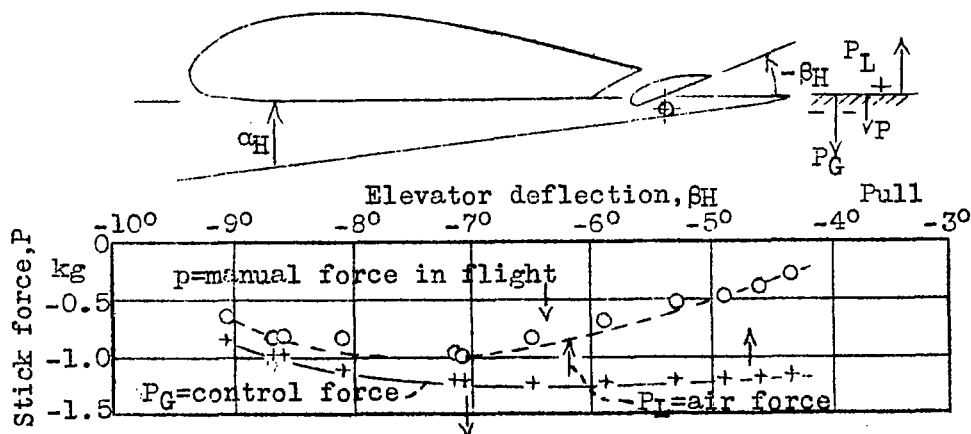 P_L
+
-β_H
α_H
P
P_G
Elevator deflection, β_H Pull
-10° -9° -8° -7° -6° -5° -4° -3°
Stick force, P
0
kg
-0.5
-1.0
-1.5
p=manual force in flight
P_G=control force
P_L=air force